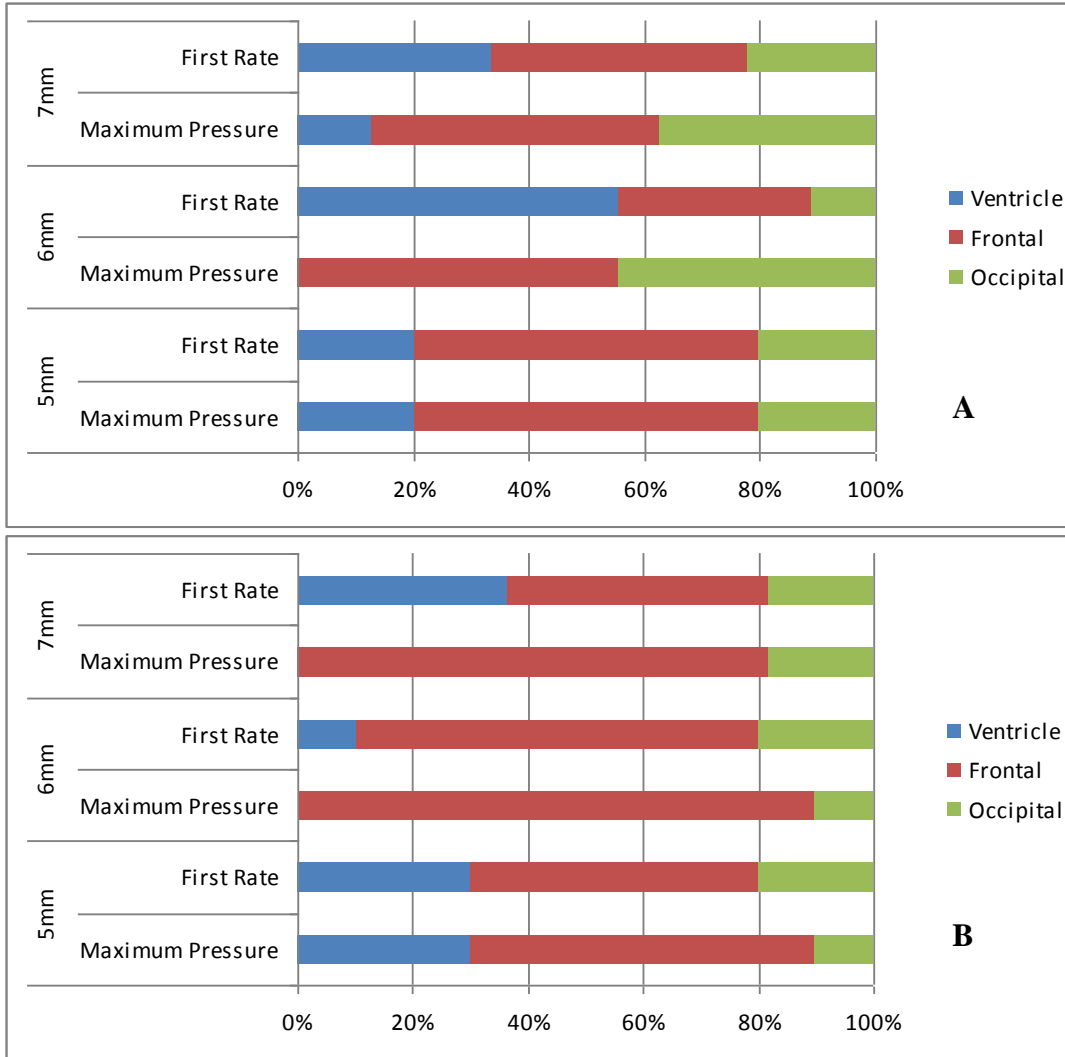 7mm
First Rate
Maximum Pressure
6mm
First Rate
Maximum Pressure
5mm
First Rate
Maximum Pressure
0% 20% 40% 60% 80% 100%
Ventricle
Frontal
Occipital
A
7mm
First Rate
Maximum Pressure
6mm
First Rate
Maximum Pressure
5mm
First Rate
Maximum Pressure
0% 20% 40% 60% 80% 100%
Ventricle
Frontal
Occipital
B